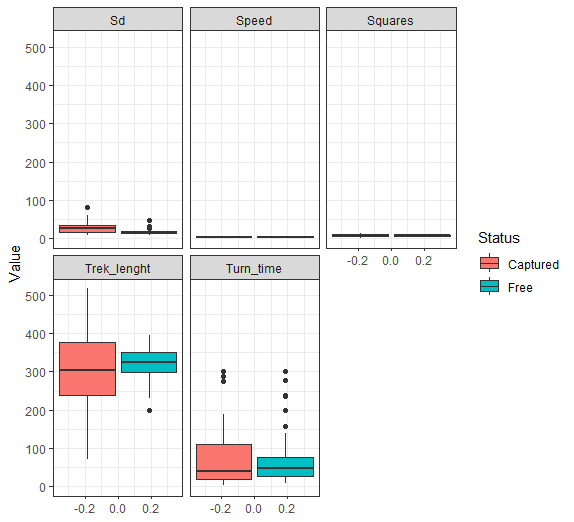 Sd Speed Squares
500
400
300
200
100
0
-0.2 0.0 0.2
Trek_lenght Turn_time
500
400
300
200
100
0
-0.2 0.0 0.2 -0.2 0.0 0.2
Value
Status
Captured
Free